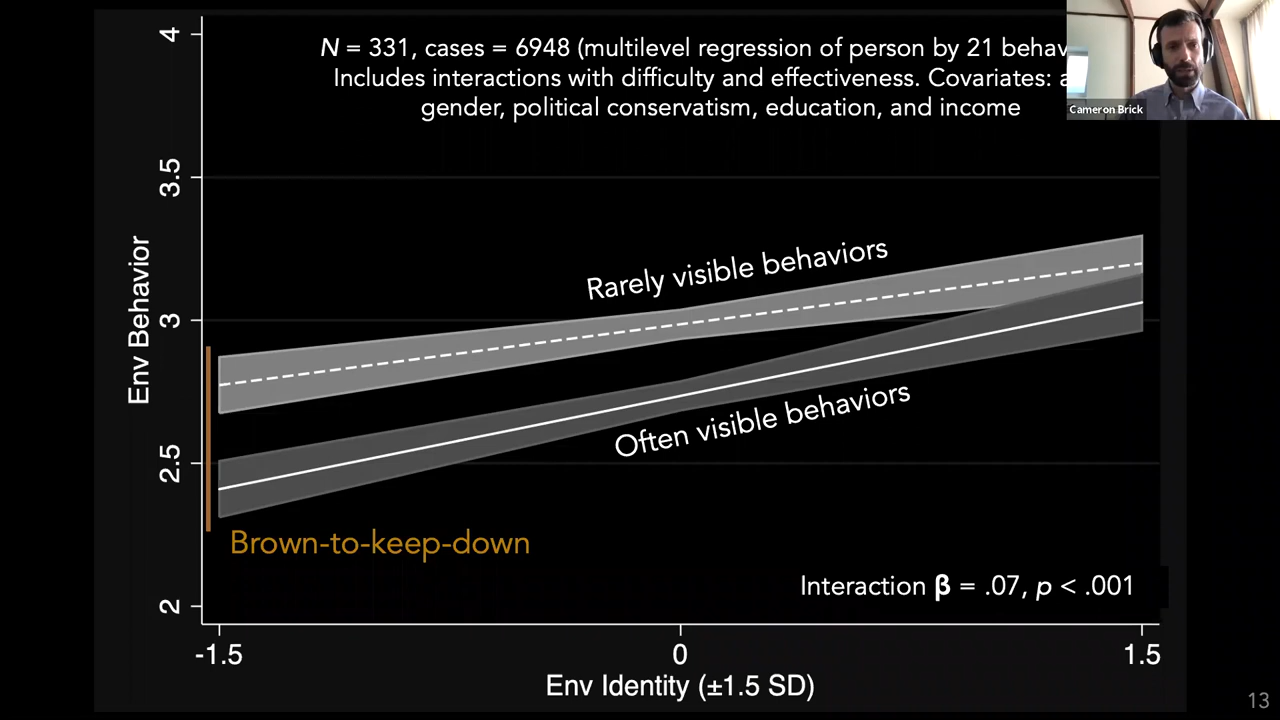 N = 331, cases = 6948 (multilevel regression of person by 21
Includes interactions with difficulty and effectiveness. Covariates:
gender, political conservatism, education, and income
Cameron Brick
4
3.5
3
2.5
2
Env Behavior
Rarely visible behaviors
Often visible behaviors
Brown-to-keep-down
Interaction β = .07, p < .001
-1.5
0
1.5
Env Identity (±1.5 SD)
13